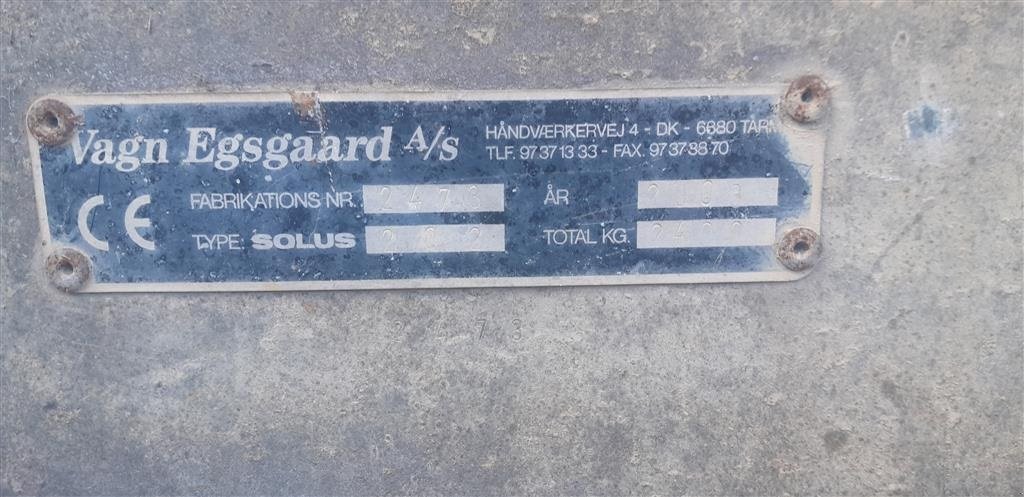 Vagn Egsgaard A/s
HÅNDVÆRKERVEJ 4 - DK - 6680 TARM
TLF. 97 37 13 33 - FAX. 97 37 38 70
CE
FABRIKATIONS NR. 2473
ÅR
TYPE: SOLUS
TOTAL KG.
2473